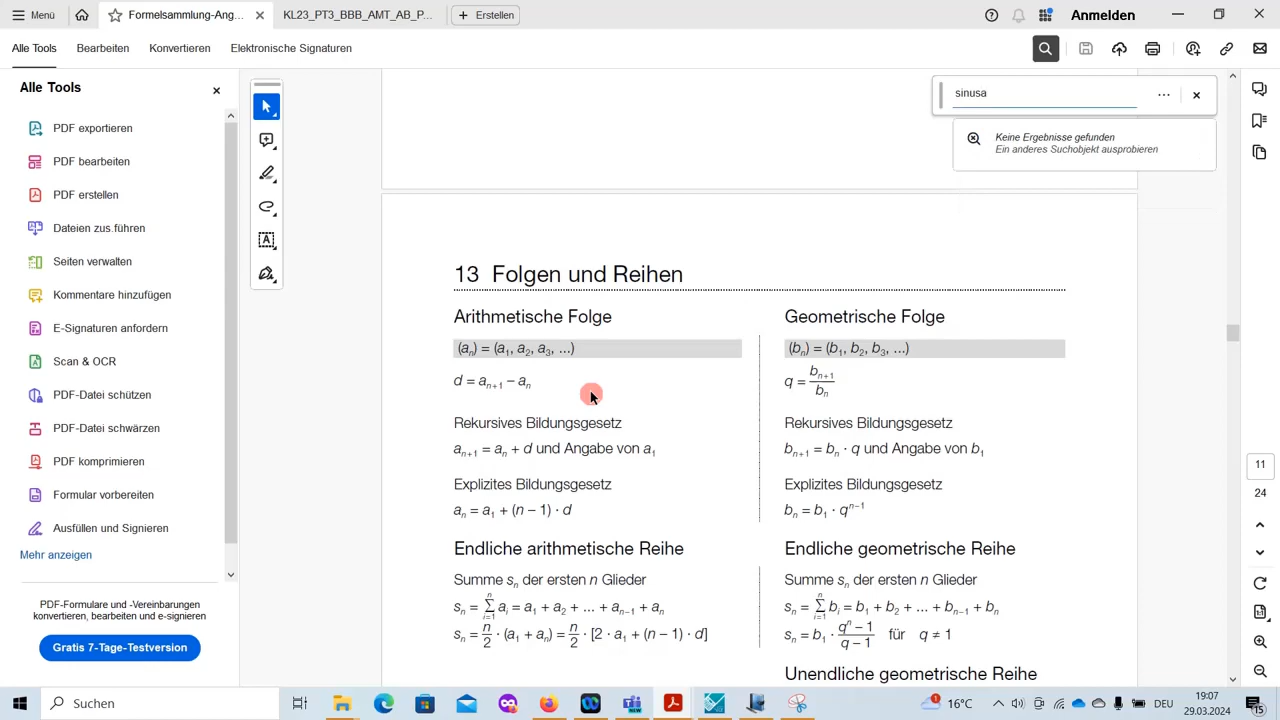 Menü
Formelsammlung-Ang...
KL23_PT3_BBB_AMT_AB_P...
Erstellen
Anmelden
Alle Tools
Bearbeiten
Konvertieren
Elektronische Signaturen
Alle Tools
PDF exportieren
PDF bearbeiten
PDF erstellen
Dateien zus.führen
Seiten verwalten
Kommentare hinzufügen
E-Signaturen anfordern
Scan & OCR
PDF-Datei schützen
PDF-Datei schwärzen
PDF komprimieren
Formular vorbereiten
Ausfüllen und Signieren
Mehr anzeigen
PDF-Formulare und -Vereinbarungen
konvertieren, bearbeiten und e-signieren
Gratis 7-Tage-Testversion
sinusa
Keine Ergebnisse gefunden
Ein anderes Suchobjekt ausprobieren
13 Folgen und Reihen
Arithmetische Folge
(aₙ) = (a₁, a₂, a₃, ...)
d = aₙ₊₁ − aₙ
Rekursives Bildungsgesetz
aₙ₊₁ = aₙ + d und Angabe von a₁
Explizites Bildungsgesetz
aₙ = a₁ + (n − 1) · d
Endliche arithmetische Reihe
Summe sₙ der ersten n Glieder
sₙ = ∑ᵢ₌₁ⁿ aᵢ = a₁ + a₂ + ... + aₙ₋₁ + aₙ
sₙ = n/2 · (a₁ + aₙ) = n/2 · [2 · a₁ + (n − 1) · d]
Geometrische Folge
(bₙ) = (b₁, b₂, b₃, ...)
q = bₙ₊₁/bₙ
Rekursives Bildungsgesetz
bₙ₊₁ = bₙ · q und Angabe von b₁
Explizites Bildungsgesetz
bₙ = b₁ · qⁿ⁻¹
Endliche geometrische Reihe
Summe sₙ der ersten n Glieder
sₙ = ∑ᵢ₌₁ⁿ bᵢ = b₁ + b₂ + ... + bₙ₋₁ + bₙ
sₙ = b₁ · (qⁿ − 1)/(q − 1) für q ≠ 1
Unendliche geometrische Reihe
11
24
Suchen
NEW
1
16°C
DEU
19:07
29.03.2024
15